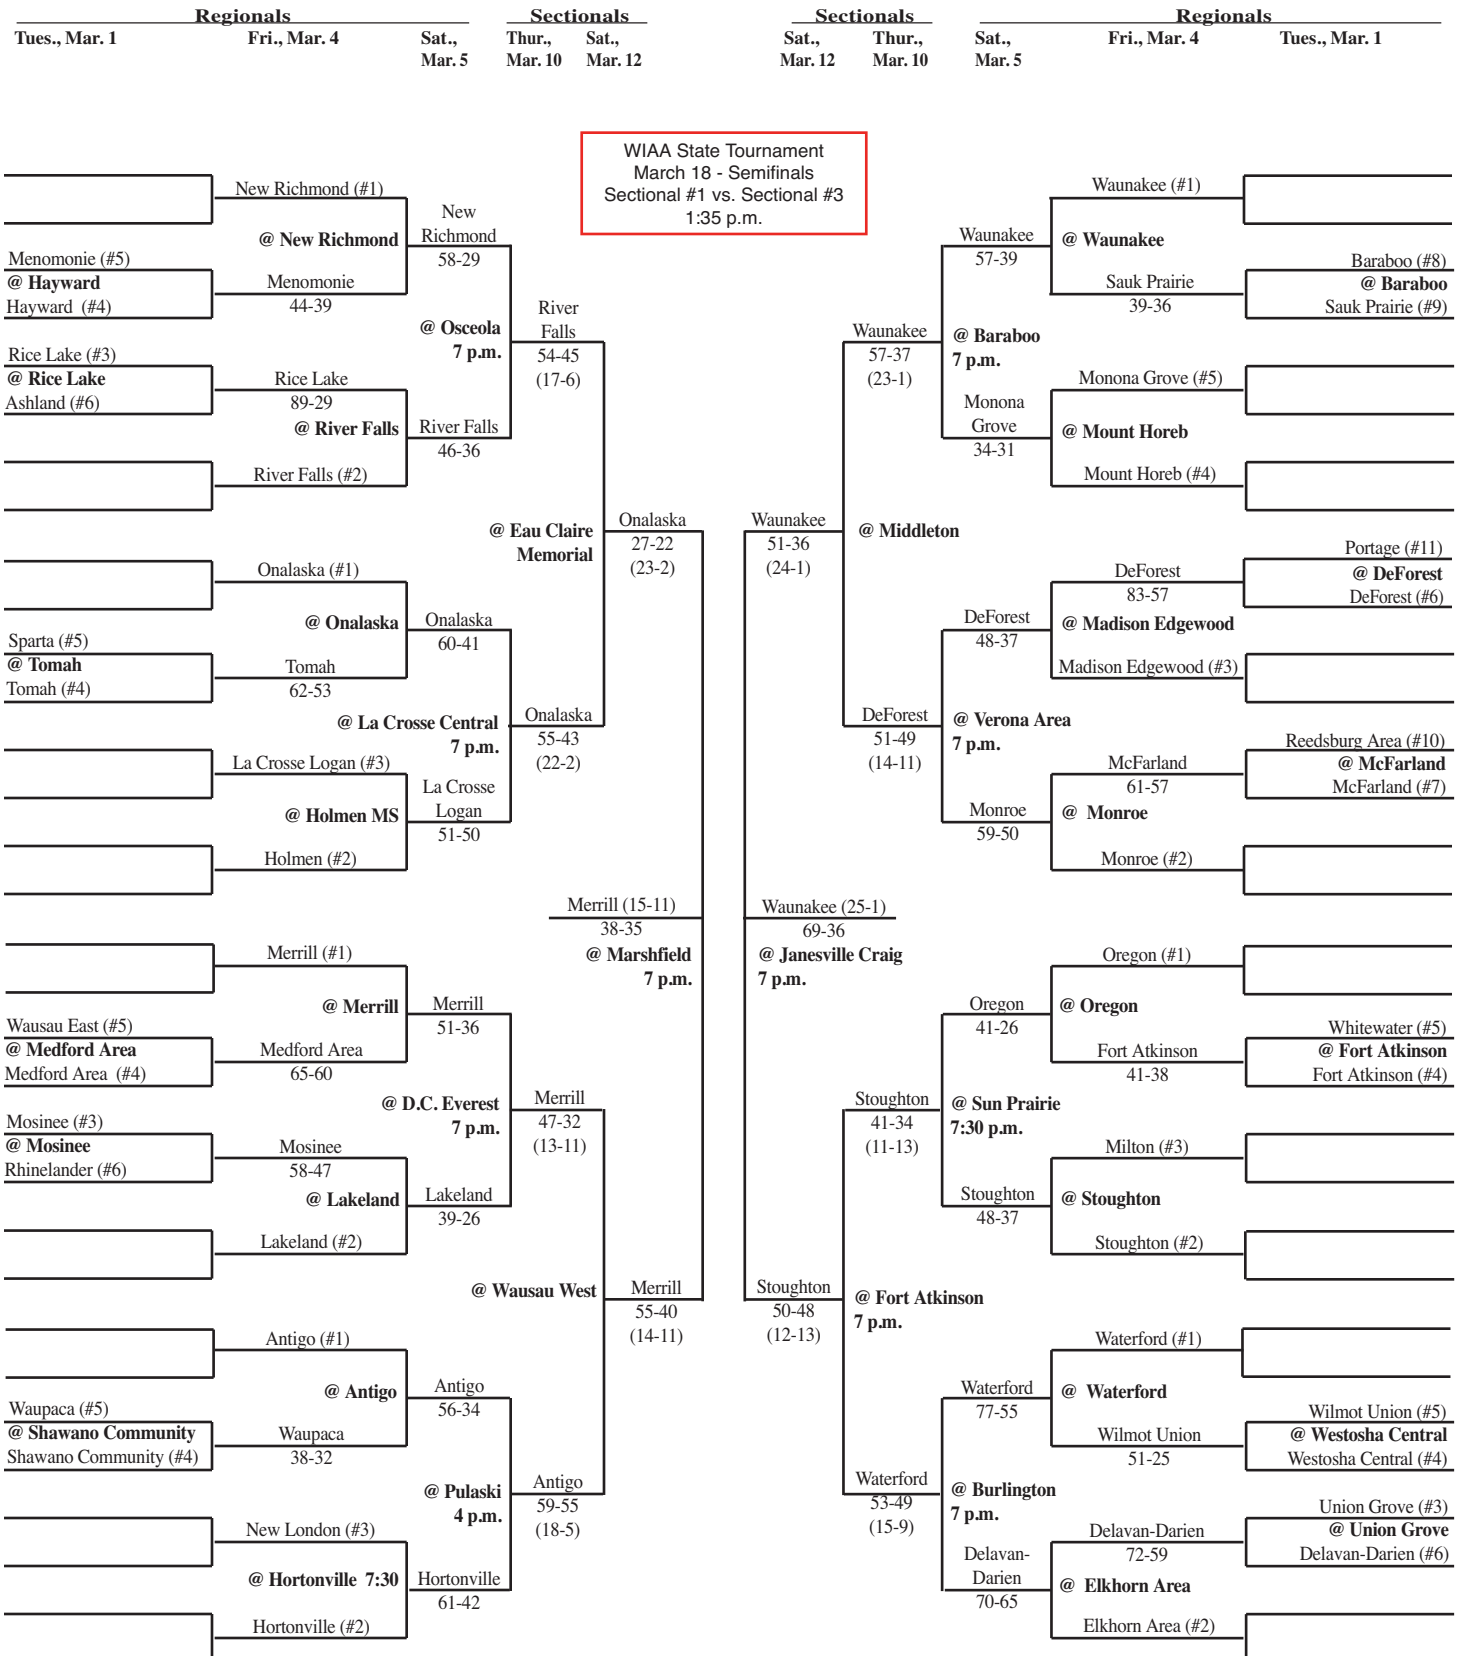 Regionals
Sectionals
Sectionals
Regionals
Tues., Mar. 1
Fri., Mar. 4
Sat.,
Mar. 5
Thur.,
Mar. 10
Sat.,
Mar. 12
Sat.,
Mar. 12
Thur.,
Mar. 10
Sat.,
Mar. 5
Fri., Mar. 4
Tues., Mar. 1
WIAA State Tournament
March 18 - Semifinals
Sectional #1 vs. Sectional #3
1:35 p.m.
New Richmond (#1)
@ New Richmond
New
Richmond
58-29
Menomonie (#5)
@ Hayward
Hayward (#4)
Menomonie
44-39
@ Osceola
7 p.m.
River
Falls
54-45
(17-6)
Rice Lake (#3)
@ Rice Lake
Ashland (#6)
Rice Lake
89-29
@ River Falls
River Falls
46-36
River Falls (#2)
@ Eau Claire
Memorial
Onalaska
27-22
(23-2)
Onalaska (#1)
@ Onalaska
Onalaska
60-41
Sparta (#5)
@ Tomah
Tomah (#4)
Tomah
62-53
@ La Crosse Central
7 p.m.
Onalaska
55-43
(22-2)
La Crosse Logan (#3)
@ Holmen MS
La Crosse
Logan
51-50
Holmen (#2)
Merrill (15-11)
38-35
@ Marshfield
7 p.m.
Merrill (#1)
@ Merrill
Merrill
51-36
Wausau East (#5)
@ Medford Area
Medford Area (#4)
Medford Area
65-60
@ D.C. Everest
7 p.m.
Merrill
47-32
(13-11)
Mosinee (#3)
@ Mosinee
Rhinelander (#6)
Mosinee
58-47
@ Lakeland
Lakeland
39-26
Lakeland (#2)
@ Wausau West
Merrill
55-40
(14-11)
Antigo (#1)
@ Antigo
Antigo
56-34
Waupaca (#5)
@ Shawano Community
Shawano Community (#4)
Waupaca
38-32
@ Pulaski
4 p.m.
Antigo
59-55
(18-5)
New London (#3)
@ Hortonville 7:30
Hortonville
61-42
Hortonville (#2)
Waunakee (#1)
Waunakee
57-39
@ Waunakee
Baraboo (#8)
@ Baraboo
Sauk Prairie (#9)
Sauk Prairie
39-36
Waunakee
57-37
(23-1)
@ Baraboo
7 p.m.
Monona Grove (#5)
Monona
Grove
34-31
@ Mount Horeb
Mount Horeb (#4)
Waunakee
51-36
(24-1)
@ Middleton
Portage (#11)
@ DeForest
DeForest (#6)
DeForest
83-57
DeForest
48-37
@ Madison Edgewood
Madison Edgewood (#3)
DeForest
51-49
(14-11)
@ Verona Area
7 p.m.
Reedsburg Area (#10)
@ McFarland
McFarland (#7)
McFarland
61-57
Monroe
59-50
@ Monroe
Monroe (#2)
Waunakee (25-1)
69-36
@ Janesville Craig
7 p.m.
Oregon (#1)
Oregon
41-26
@ Oregon
Whitewater (#5)
@ Fort Atkinson
Fort Atkinson (#4)
Fort Atkinson
41-38
Stoughton
41-34
(11-13)
@ Sun Prairie
7:30 p.m.
Milton (#3)
Stoughton
48-37
@ Stoughton
Stoughton (#2)
Stoughton
50-48
(12-13)
@ Fort Atkinson
7 p.m.
Waterford (#1)
Waterford
77-55
@ Waterford
Wilmot Union (#5)
@ Westosha Central
Westosha Central (#4)
Wilmot Union
51-25
Waterford
53-49
(15-9)
@ Burlington
7 p.m.
Union Grove (#3)
@ Union Grove
Delavan-Darien (#6)
Delavan-Darien
72-59
Delavan-
Darien
70-65
@ Elkhorn Area
Elkhorn Area (#2)